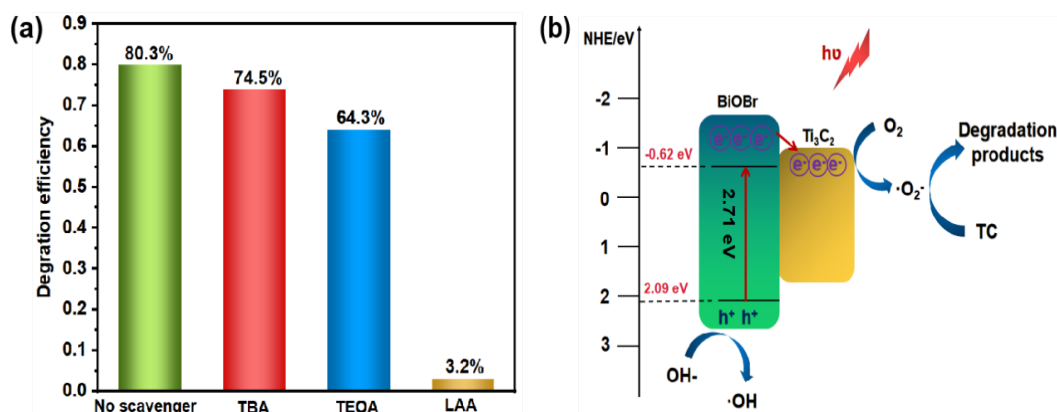 (a)
Degration efficiency
0.9
0.8
0.7
0.6
0.5
0.4
0.3
0.2
0.1
0.0
80.3%
74.5%
64.3%
3.2%
No scavenger
TBA
TEOA
LAA
(b)
NHE/eV
-2
-1
0
1
2
3
hυ
BiOBr
e- e- e-
Ti₃C₂
e- e- e-
-0.62 eV
2.71 eV
2.09 eV
h⁺ h⁺
OH-
·OH
O₂
·O₂⁻
TC
Degradation
products